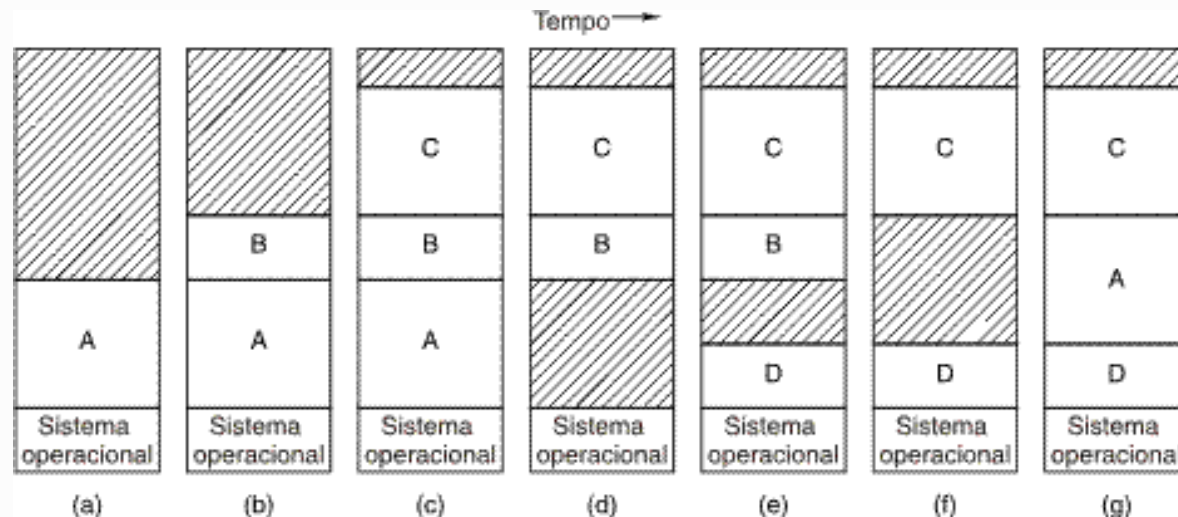 Tempo
A
Sistema
operacional
(a)
B
A
Sistema
operacional
(b)
C
B
A
Sistema
operacional
(c)
C
B
Sistema
operacional
(d)
C
B
D
Sistema
operacional
(e)
C
D
Sistema
operacional
(f)
C
A
D
Sistema
operacional
(g)